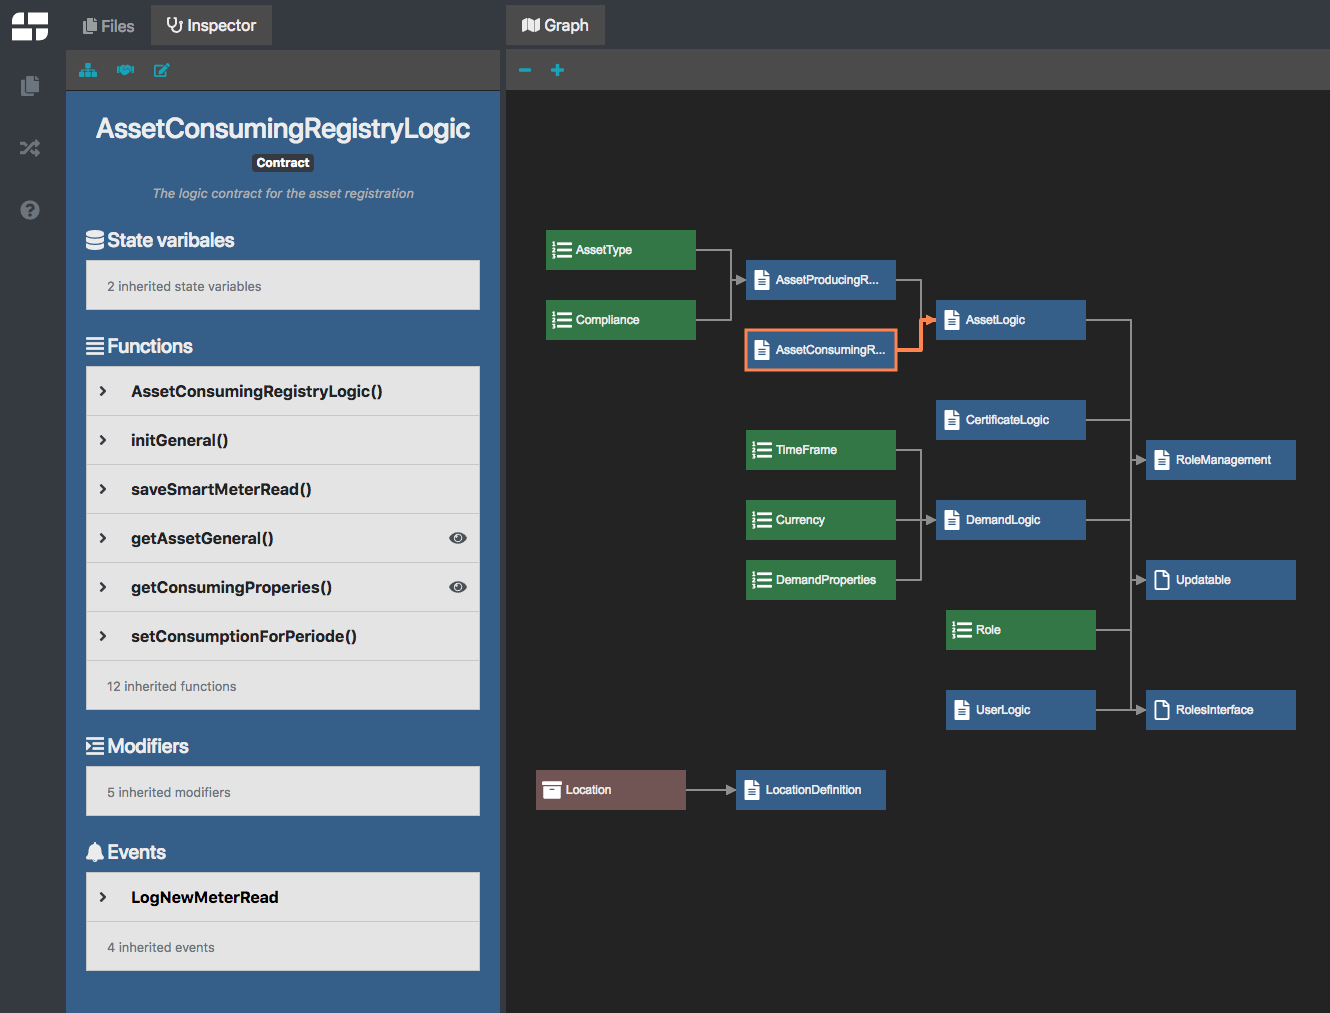 Files
Inspector
Graph
AssetConsumingRegistryLogic
Contract
The logic contract for the asset registration
State varibales
2 inherited state variables
Functions
AssetConsumingRegistryLogic()
initGeneral()
saveSmartMeterRead()
getAssetGeneral()
getConsumingProperies()
setConsumptionForPeriode()
12 inherited functions
Modifiers
5 inherited modifiers
Events
LogNewMeterRead
4 inherited events
AssetType
AssetProducingR...
Compliance
AssetLogic
AssetConsumingR...
CertificateLogic
TimeFrame
RoleManagement
Currency
DemandLogic
DemandProperties
Updatable
Role
UserLogic
RolesInterface
Location
LocationDefinition